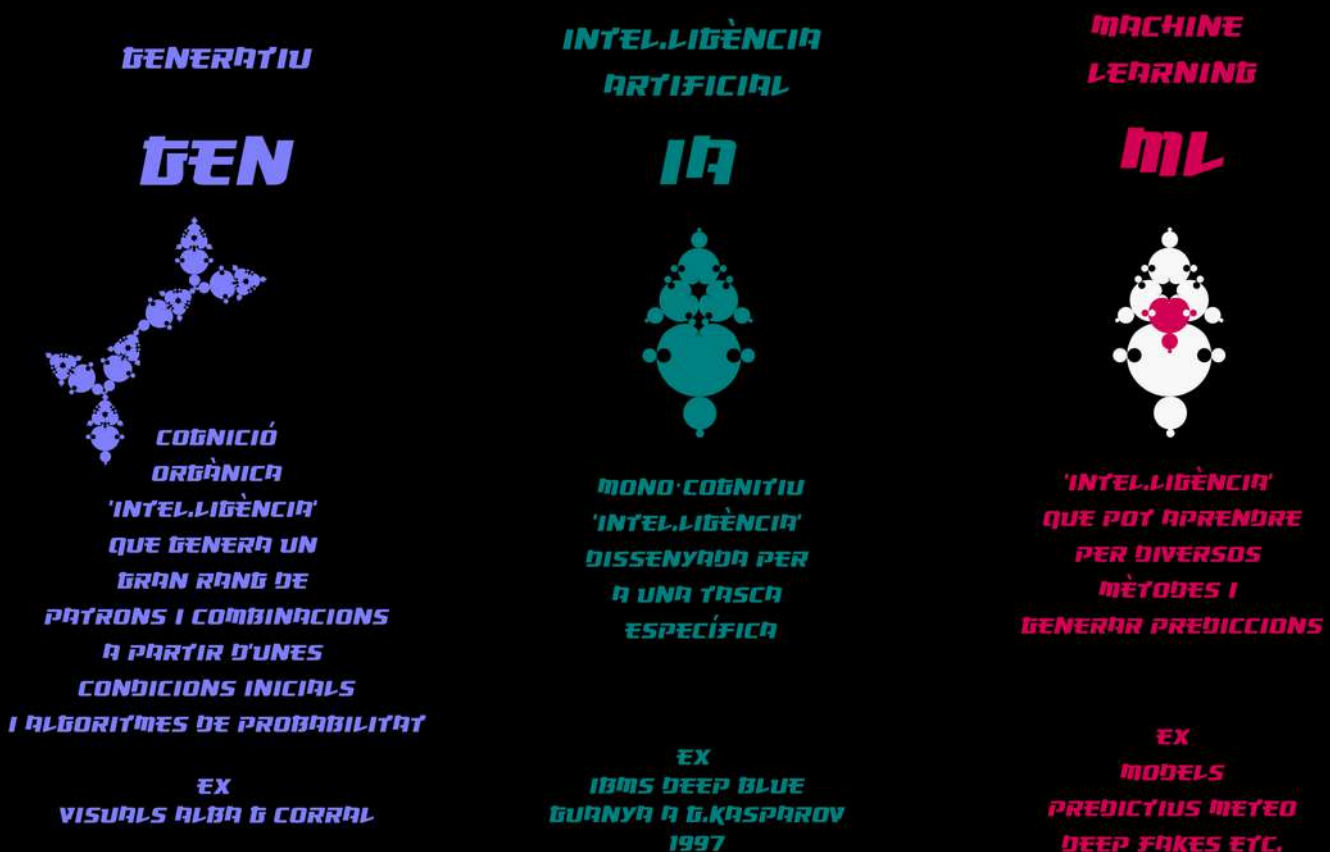 GENERATIU
GEN
COGNICIÓ
ORGÀNICA
'INTEL.LIGÈNCIA'
QUE GENERA UN
GRAN RANG DE
PATRONS I COMBINACIONS
A PARTIR D'UNES
CONDICIONS INICIALS
I ALGORITMES DE PROBABILITAT
EX
VISUALS ALBA G CORRAL
INTEL.LIGÈNCIA
ARTIFICIAL
IA
MONO·COGNITIU
'INTEL.LIGÈNCIA'
DISSENYADA PER
A UNA TASCA
ESPECÍFICA
EX
IBMS DEEP BLUE
GUANYA A G.KASPAROV
1997
MACHINE
LEARNING
ML
'INTEL.LIGÈNCIA'
QUE POT APRENDRE
PER DIVERSOS
MÈTODES I
GENERAR PREDICCIONS
EX
MODELS
PREDICTIUS METEO
DEEP FAKES ETC.